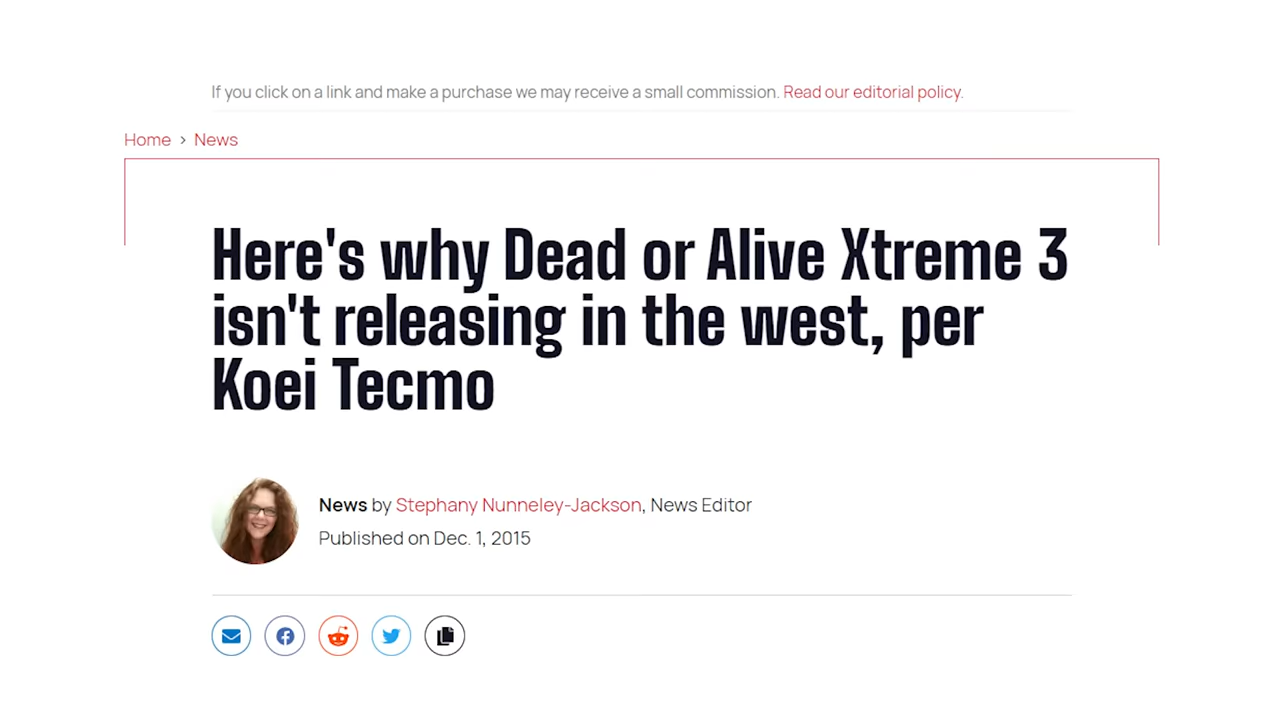 If you click on a link and make a purchase we may receive a small commission. Read our editorial policy.
Home > News
Here's why Dead or Alive Xtreme 3
isn't releasing in the west, per
Koei Tecmo
News by Stephany Nunneley-Jackson, News Editor
Published on Dec. 1, 2015